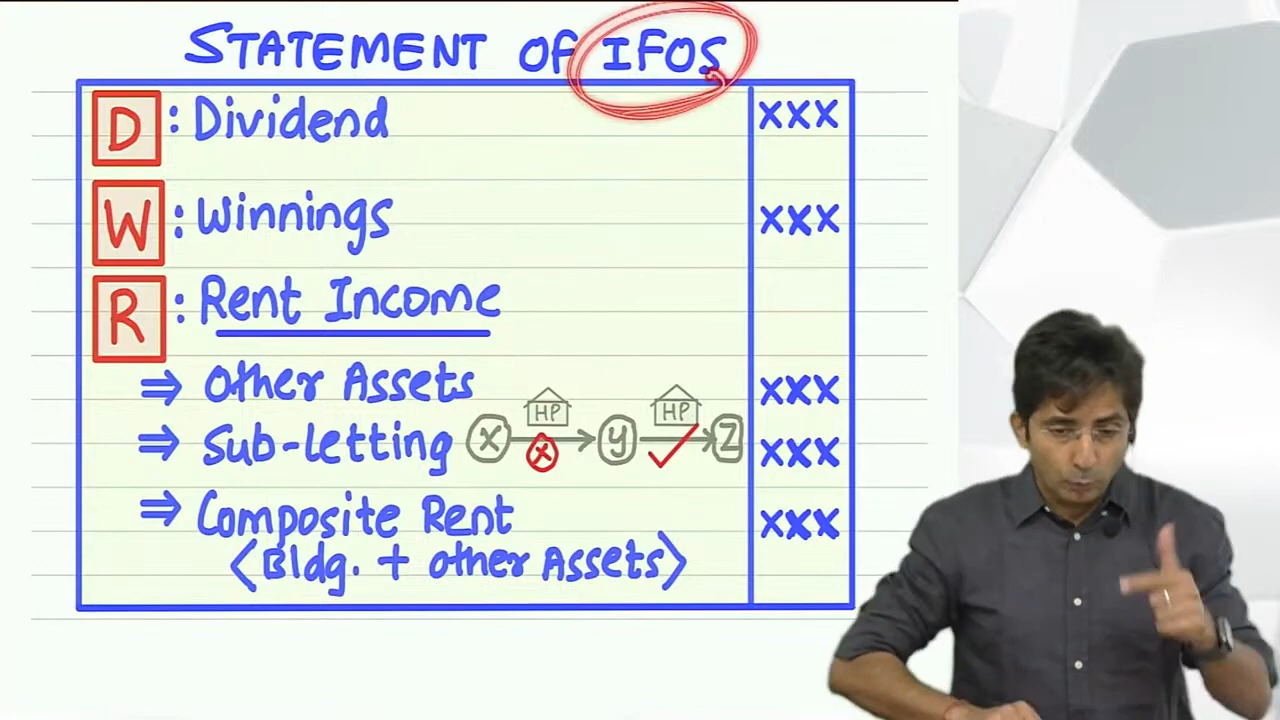 STATEMENT OF IFOS
D : Dividend XXX
W : Winnings XXX
R : Rent Income
⇒ Other Assets XXX
HP HP
⇒ Sub-letting X x y Z XXX
⇒ Composite Rent XXX
<Bldg. + other Assets>